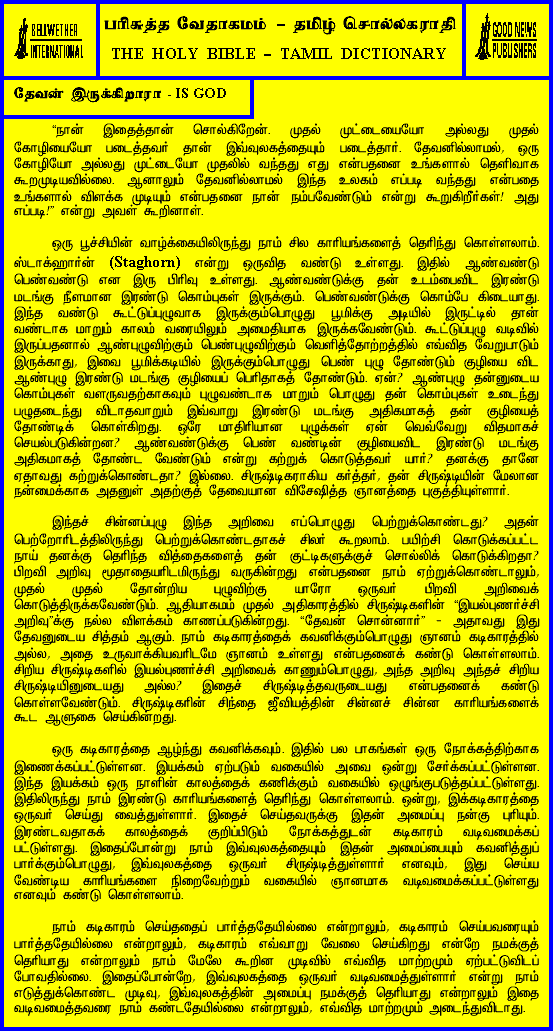 BELLWETHER
INTERNATIONAL
பரிசுத்த வேதாகமம் – தமிழ் சொல்லகராதி
THE HOLY BIBLE – TAMIL DICTIONARY
GOOD NEWS
PUBLISHERS
தேவன் இருக்கிறாரா - IS GOD
“நான் இதைத்தான் சொல்கிறேன். முதல் முட்டையையோ அல்லது முதல்
கோழியையோ படைத்தவர் தான் இவ்வுலகத்தையும் படைத்தார். தேவனில்லாமல், ஒரு
கோழியோ அல்லது முட்டையோ முதலில் வந்தது எது என்பதனை உங்களால் தெளிவாக
கூறமுடியவில்லை. ஆனாலும் தேவனில்லாமல் இந்த உலகம் எப்படி வந்தது என்பதை
உங்களால் விளக்க முடியும் என்பதனை நான் நம்பவேண்டும் என்று கூறுகிறீர்கள்! அது
எப்படி!” என்று அவள் கூறினாள்.
ஒரு பூச்சியின் வாழ்க்கையிலிருந்து நாம் சில காரியங்களைத் தெரிந்து கொள்ளலாம்.
ஸ்டாக்ஹார்ன் (Staghorn) என்று ஒருவித வண்டு உள்ளது. இதில் ஆண்வண்டு
பெண்வண்டு என இரு பிரிவு உள்ளது. ஆண்வண்டுக்கு தன் உடம்பைவிட இரண்டு
மடங்கு நீளமான இரண்டு கொம்புகள் இருக்கும். பெண்வண்டுக்கு கொம்பே கிடையாது.
இந்த வண்டு கூட்டுப்புழுவாக இருக்கும்பொழுது பூமிக்கு அடியில் இருட்டில் தான்
வண்டாக மாறும் காலம் வரையிலும் அமைதியாக இருக்கவேண்டும். கூட்டுப்புழு வடிவில்
இருப்பதனால் ஆண்புழுவிற்கும் பெண்புழுவிற்கும் வெளித்தோற்றத்தில் எவ்வித வேறுபாடும்
இருக்காது, இவை பூமிக்கடியில் இருக்கும்பொழுது பெண் புழு தோண்டும் குழியை விட
ஆண்புழு இரண்டு மடங்கு குழியைப் பெரிதாகத் தோண்டும். ஏன்? ஆண்புழு தன்னுடைய
கொம்புகள் வளருவதற்காகவும் புழுவண்டாக மாறும் பொழுது தன் கொம்புகள் உடைந்து
பழுதடைந்து விடாதவாறும் இவ்வாறு இரண்டு மடங்கு அதிகமாகத் தன் குழியைத்
தோண்டிக் கொள்கிறது. ஒரே மாதிரியான புழுக்கள் ஏன் வெவ்வேறு விதமாகச்
செயல்படுகின்றன? ஆண்வண்டுக்கு பெண் வண்டின் குழியைவிட இரண்டு மடங்கு
அதிகமாகத் தோண்ட வேண்டும் என்று கற்றுக் கொடுத்தவர் யார்? தனக்கு தானே
ஏதாவது கற்றுக்கொண்டதா? இல்லை. சிருஷ்டிகராகிய கர்த்தர், தன் சிருஷ்டியின் மேலான
நன்மைக்காக அதனுள் அதற்குத் தேவையான விசேஷித்த ஞானத்தை புகுத்தியுள்ளார்.
இந்தச் சின்னப்புழு இந்த அறிவை எப்பொழுது பெற்றுக்கொண்டது? அதன்
பெற்றோரிடத்திலிருந்து பெற்றுக்கொண்டதாகச் சிலர் கூறலாம். பயிற்சி கொடுக்கப்பட்ட
நாய் தனக்கு தெரிந்த வித்தைகளைத் தன் குட்டிகளுக்குச் சொல்லிக் கொடுக்கிறதா?
பிறவி அறிவு மூதாதையரிடமிருந்து வருகின்றது என்பதனை நாம் ஏற்றுக்கொண்டாலும்,
முதல் முதல் தோன்றிய புழுவிற்கு யாரோ ஒருவர் பிறவி அறிவைக்
கொடுத்திருக்கவேண்டும். ஆதியாகமம் முதல் அதிகாரத்தில் சிருஷ்டிகளின் “இயல்புணர்ச்சி
அறிவு”க்கு நல்ல விளக்கம் காணப்படுகின்றது. “தேவன் சொன்னார்” - அதாவது இது
தேவனுடைய சித்தம் ஆகும். நாம் கடிகாரத்தைக் கவனிக்கும்பொழுது ஞானம் கடிகாரத்தில்
அல்ல, அதை உருவாக்கியவரிடமே ஞானம் உள்ளது என்பதனைக் கண்டு கொள்ளலாம்.
சிறிய சிருஷ்டிகளில் இயல்புணர்ச்சி அறிவைக் காணும்பொழுது, அந்த அறிவு அந்தச் சிறிய
சிருஷ்டியினுடையது அல்ல? இதைச் சிருஷ்டித்தவருடையது என்பதனைக் கண்டு
கொள்ளவேண்டும். சிருஷ்டிகரின் சிந்தை ஜீவியத்தின் சின்னச் சின்ன காரியங்களைக்
கூட ஆளுகை செய்கின்றது.
ஒரு கடிகாரத்தை ஆழ்ந்து கவனிக்கவும். இதில் பல பாகங்கள் ஒரு நோக்கத்திற்காக
இணைக்கப்பட்டுள்ளன. இயக்கம் ஏற்படும் வகையில் அவை ஒன்று சேர்க்கப்பட்டுள்ளன.
இந்த இயக்கம் ஒரு நாளின் காலத்தைக் கணிக்கும் வகையில் ஒழுங்குபடுத்தப்பட்டுள்ளது.
இதிலிருந்து நாம் இரண்டு காரியங்களைத் தெரிந்து கொள்ளலாம். ஒன்று, இக்கடிகாரத்தை
ஒருவர் செய்து வைத்துள்ளார். இதைச் செய்தவருக்கு இதன் அமைப்பு நன்கு புரியும்.
இரண்டவதாகக் காலத்தைக் குறிப்பிடும் நோக்கத்துடன் கடிகாரம் வடிவமைக்கப்
பட்டுள்ளது. இதைப்போன்று நாம் இவ்வுலகத்தையும் இதன் அமைப்பையும் கவனித்துப்
பார்க்கும்பொழுது, இவ்வுலகத்தை ஒருவர் சிருஷ்டித்துள்ளார் எனவும், இது செய்ய
வேண்டிய காரியங்களை நிறைவேற்றும் வகையில் ஞானமாக வடிவமைக்கப்பட்டுள்ளது
எனவும் கண்டு கொள்ளலாம்.
நாம் கடிகாரம் செய்ததைப் பார்த்ததேயில்லை என்றாலும், கடிகாரம் செய்பவரையும்
பார்த்ததேயில்லை என்றாலும், கடிகாரம் எவ்வாறு வேலை செய்கிறது என்றே நமக்குத்
தெரியாது என்றாலும் நாம் மேலே கூறின முடிவில் எவ்வித மாற்றமும் ஏற்பட்டுவிடப்
போவதில்லை. இதைப்போன்றே, இவ்வுலகத்தை ஒருவர் வடிவமைத்துள்ளார் என்று நாம்
எடுத்துக்கொண்ட முடிவு, இவ்வுலகத்தின் அமைப்பு நமக்குத் தெரியாது என்றாலும் இதை
வடிவமைத்தவரை நாம் கண்டதேயில்லை என்றாலும், எவ்வித மாற்றமும் அடைந்துவிடாது.